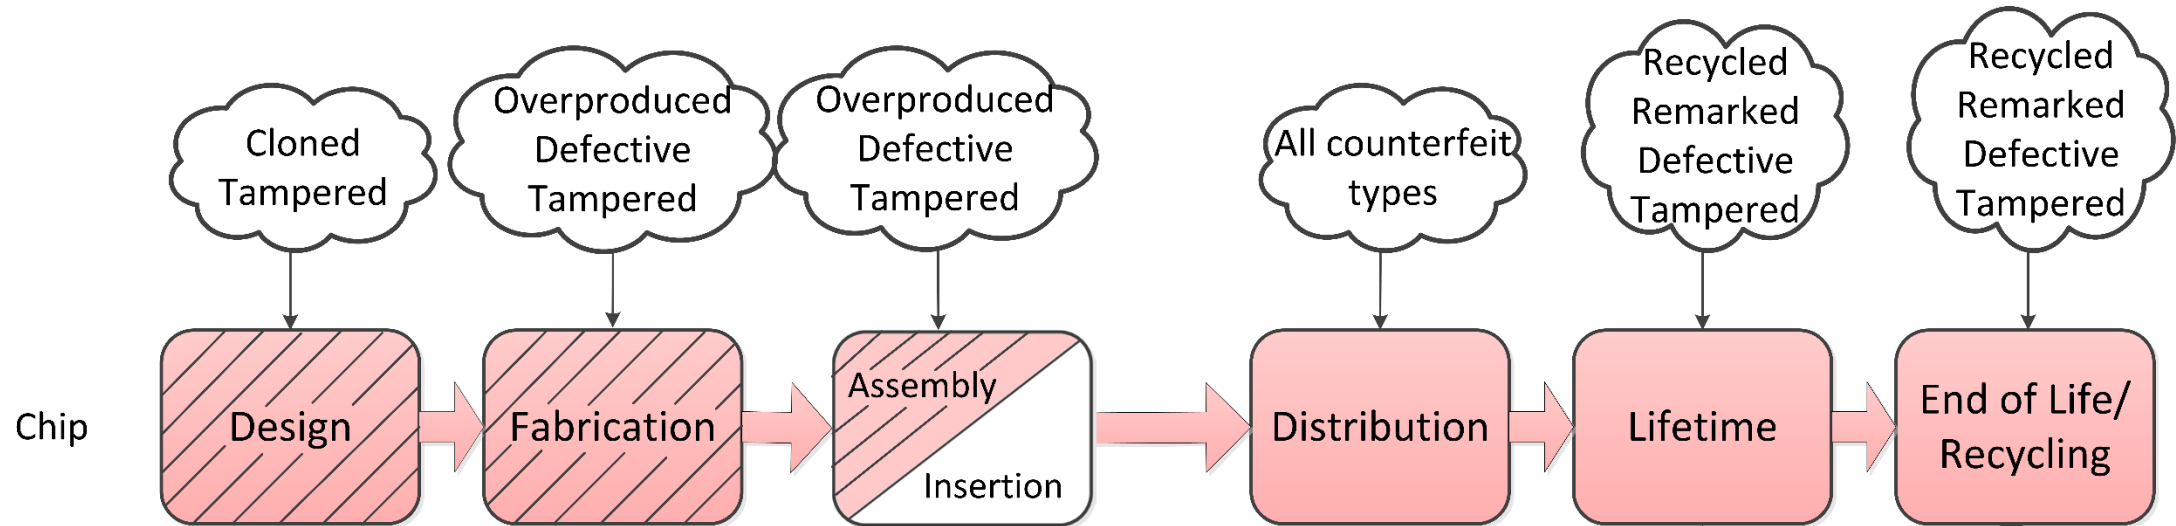 Cloned
Tampered
Overproduced
Defective
Tampered
Overproduced
Defective
Tampered
All counterfeit
types
Recycled
Remarked
Defective
Tampered
Recycled
Remarked
Defective
Tampered
Chip
Design
Fabrication
Assembly
Insertion
Distribution
Lifetime
End of Life/
Recycling